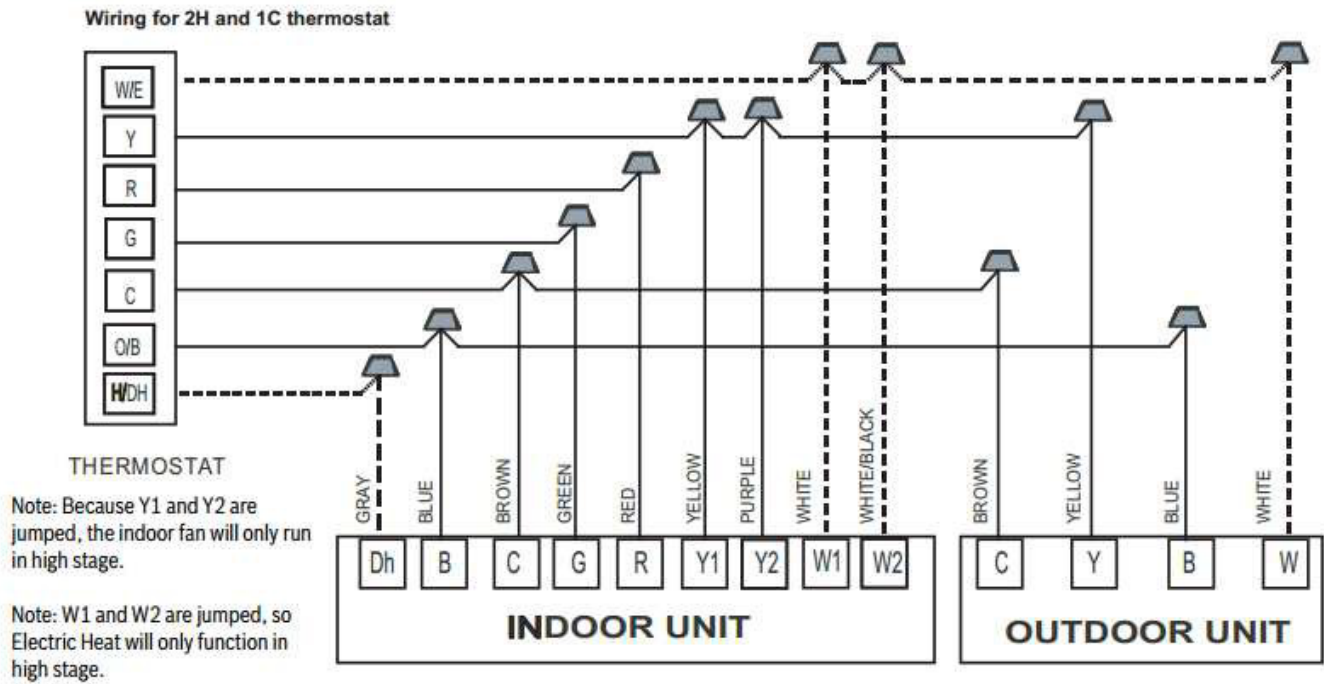 Wiring for 2H and 1C thermostat
W/E
Y
R
G
C
O/B
H/DH
THERMOSTAT
Note: Because Y1 and Y2 are
jumped, the indoor fan will only run
in high stage.
Note: W1 and W2 are jumped, so
Electric Heat will only function in
high stage.
GRAY
BLUE
BROWN
GREEN
RED
YELLOW
PURPLE
WHITE
WHITE/BLACK
BROWN
YELLOW
BLUE
WHITE
Dh B C G R Y1 Y2 W1 W2
INDOOR UNIT
C Y B W
OUTDOOR UNIT